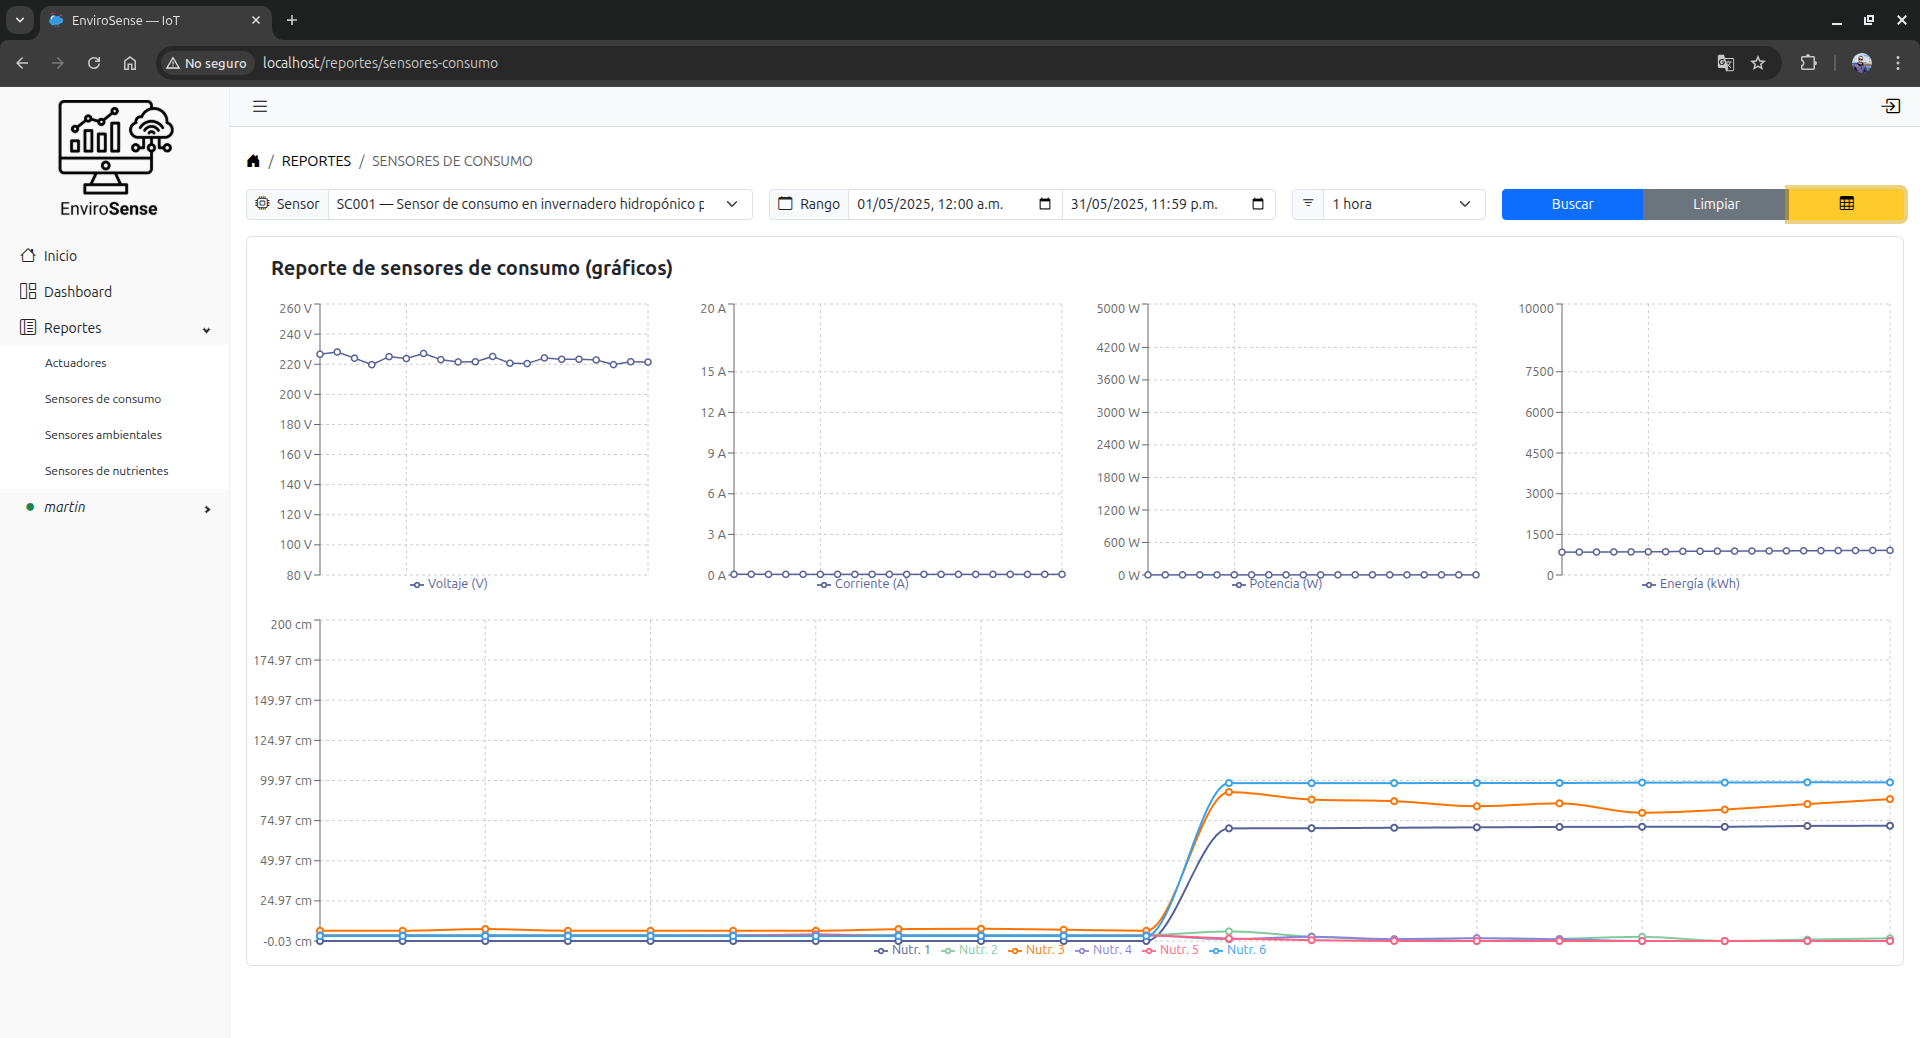 EnviroSense — IoT
No seguro
localhost/reportes/sensores-consumo
EnviroSense
Inicio
Dashboard
Reportes
Actuadores
Sensores de consumo
Sensores ambientales
Sensores de nutrientes
martin
/ REPORTES / SENSORES DE CONSUMO
Sensor SC001 — Sensor de consumo en invernadero hidropónico p
Rango 01/05/2025, 12:00 a.m. 31/05/2025, 11:59 p.m.
1 hora
Buscar Limpiar
Reporte de sensores de consumo (gráficos)
260 V
240 V
220 V
200 V
180 V
160 V
140 V
120 V
100 V
80 V
Voltaje (V)
20 A
15 A
12 A
9 A
6 A
3 A
0 A
Corriente (A)
5000 W
4200 W
3600 W
3000 W
2400 W
1800 W
1200 W
600 W
0 W
Potencia (W)
10000
7500
6000
4500
3000
1500
0
Energía (kWh)
200 cm
174.97 cm
149.97 cm
124.97 cm
99.97 cm
74.97 cm
49.97 cm
24.97 cm
-0.03 cm
Nutr. 1 Nutr. 2 Nutr. 3 Nutr. 4 Nutr. 5 Nutr. 6